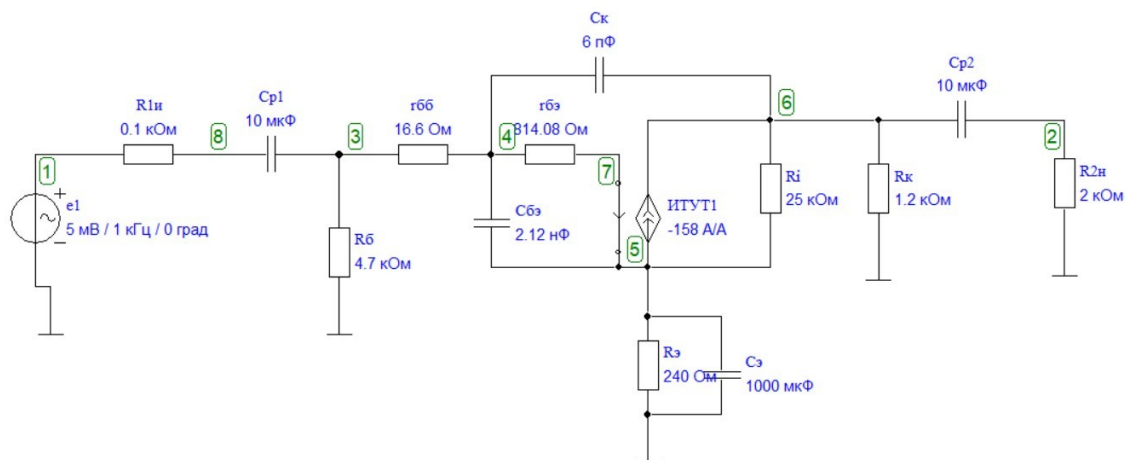 Cк
6 пФ
Cр2
10 мкФ
6
R1и
0.1 кОм
8
Cр1
10 мкФ
3
rбб
16.6 Ом
4
rбэ
814.08 Ом
7
2
1
e1
5 мВ / 1 кГц / 0 град
Rб
4.7 кОм
Cбэ
2.12 нФ
5
ИТУТ1
-158 А/А
Ri
25 кОм
Rк
1.2 кОм
R2н
2 кОм
Rэ
240 Ом
Cэ
1000 мкФ